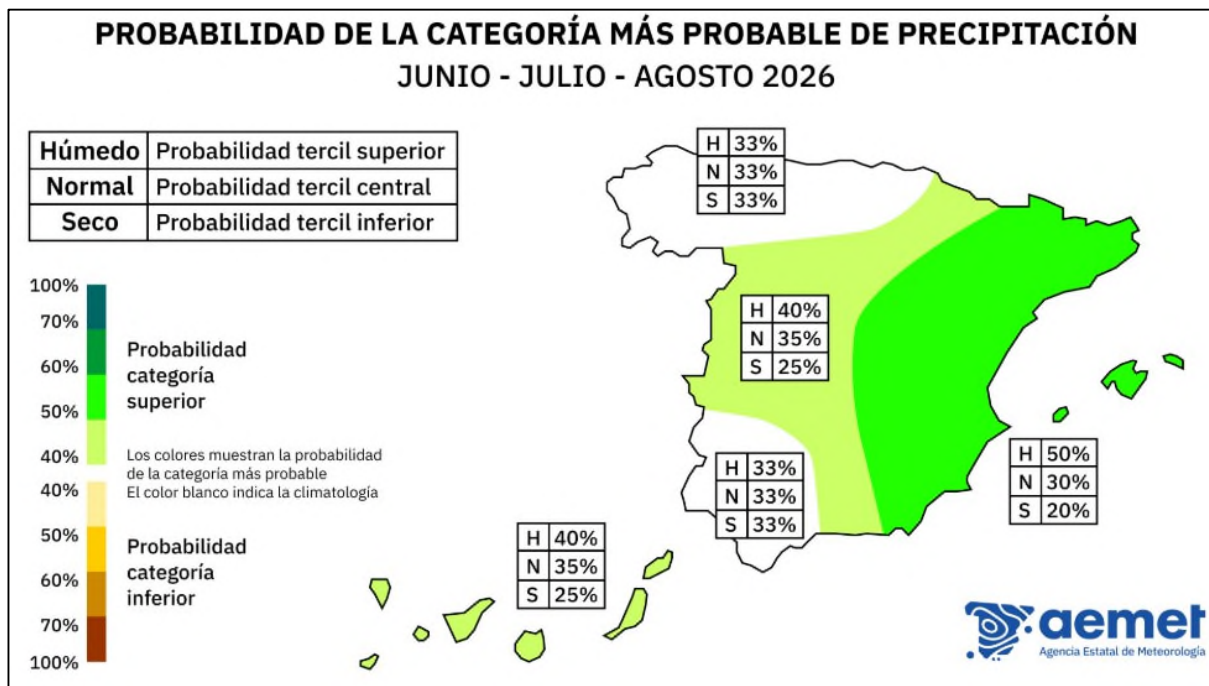 PROBABILIDAD DE LA CATEGORÍA MÁS PROBABLE DE PRECIPITACIÓN
JUNIO - JULIO - AGOSTO 2026
Húmedo Probabilidad tercil superior
Normal Probabilidad tercil central
Seco Probabilidad tercil inferior
H 33%
N 33%
S 33%
100%
70%
60%
50%
40%
Probabilidad
categoría
superior
Los colores muestran la probabilidad
de la categoría más probable
El color blanco indica la climatología
40%
50%
60%
70%
100%
Probabilidad
categoría
inferior
H 40%
N 35%
S 25%
H 33%
N 33%
S 33%
H 50%
N 30%
S 20%
H 40%
N 35%
S 25%
aemet
Agencia Estatal de Meteorología